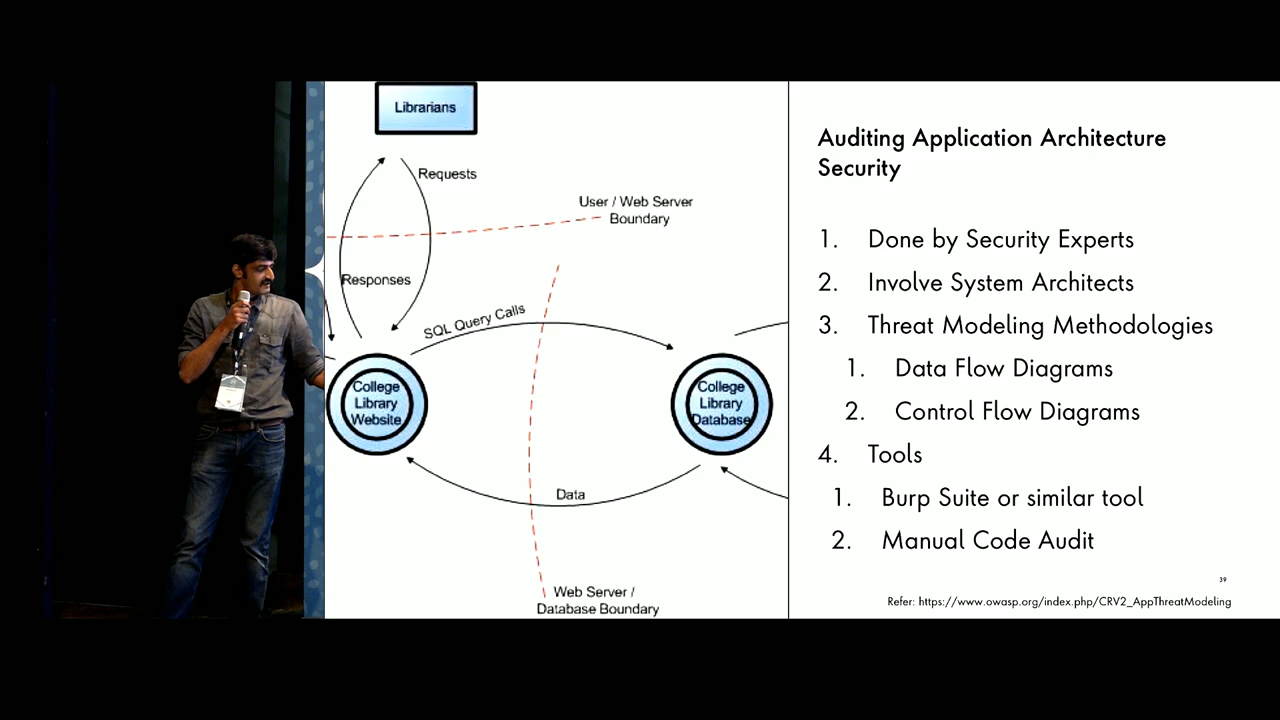 Librarians
Requests
User / Web Server
Boundary
Responses
SQL Query Calls
College
Library
Website
College
Library
Database
Data
Web Server /
Database Boundary
Auditing Application Architecture
Security
1. Done by Security Experts
2. Involve System Architects
3. Threat Modeling Methodologies
1. Data Flow Diagrams
2. Control Flow Diagrams
4. Tools
1. Burp Suite or similar tool
2. Manual Code Audit
39
Refer: https://www.owasp.org/index.php/CRV2_AppThreatModeling